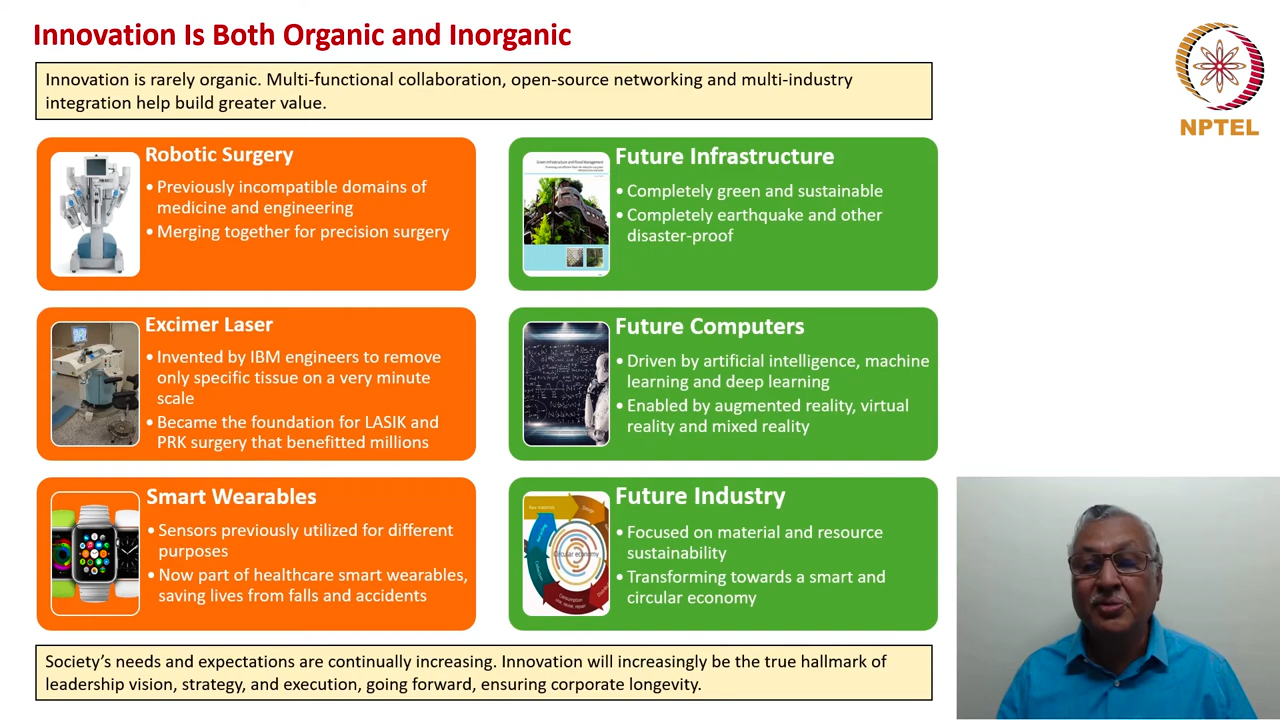 Innovation Is Both Organic and Inorganic
Innovation is rarely organic. Multi-functional collaboration, open-source networking and multi-industry
integration help build greater value.
NPTEL
Robotic Surgery
• Previously incompatible domains of
medicine and engineering
• Merging together for precision surgery
Future Infrastructure
• Completely green and sustainable
• Completely earthquake and other
disaster-proof
Excimer Laser
• Invented by IBM engineers to remove
only specific tissue on a very minute
scale
• Became the foundation for LASIK and
PRK surgery that benefitted millions
Future Computers
• Driven by artificial intelligence, machine
learning and deep learning
• Enabled by augmented reality, virtual
reality and mixed reality
Smart Wearables
• Sensors previously utilized for different
purposes
• Now part of healthcare smart wearables,
saving lives from falls and accidents
Future Industry
• Focused on material and resource
sustainability
• Transforming towards a smart and
circular economy
Raw materials
Design
Circular economy
Society's needs and expectations are continually increasing. Innovation will increasingly be the true hallmark of
leadership vision, strategy, and execution, going forward, ensuring corporate longevity.